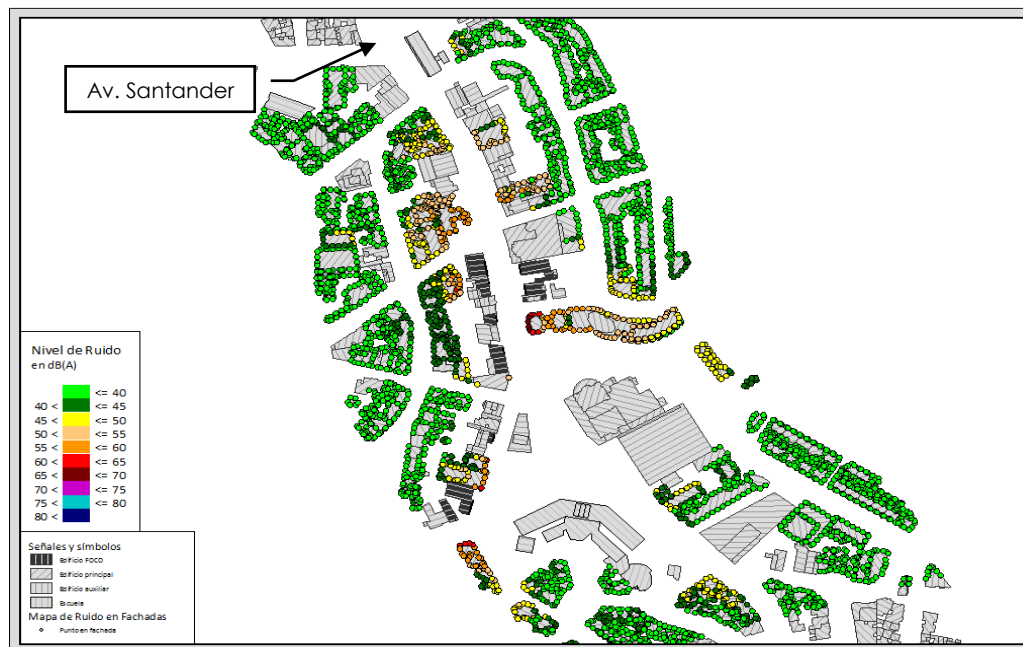 Av. Santander
Nivel de Ruido
en dB(A)
<= 40
40 < <= 45
45 < <= 50
50 < <= 55
55 < <= 60
60 < <= 65
65 < <= 70
70 < <= 75
75 < <= 80
80 <
Señales y símbolos
Edificio FOCO
Edificio principal
Edificio auxiliar
Escuela
Mapa de Ruido en Fachadas
Punto en fachada